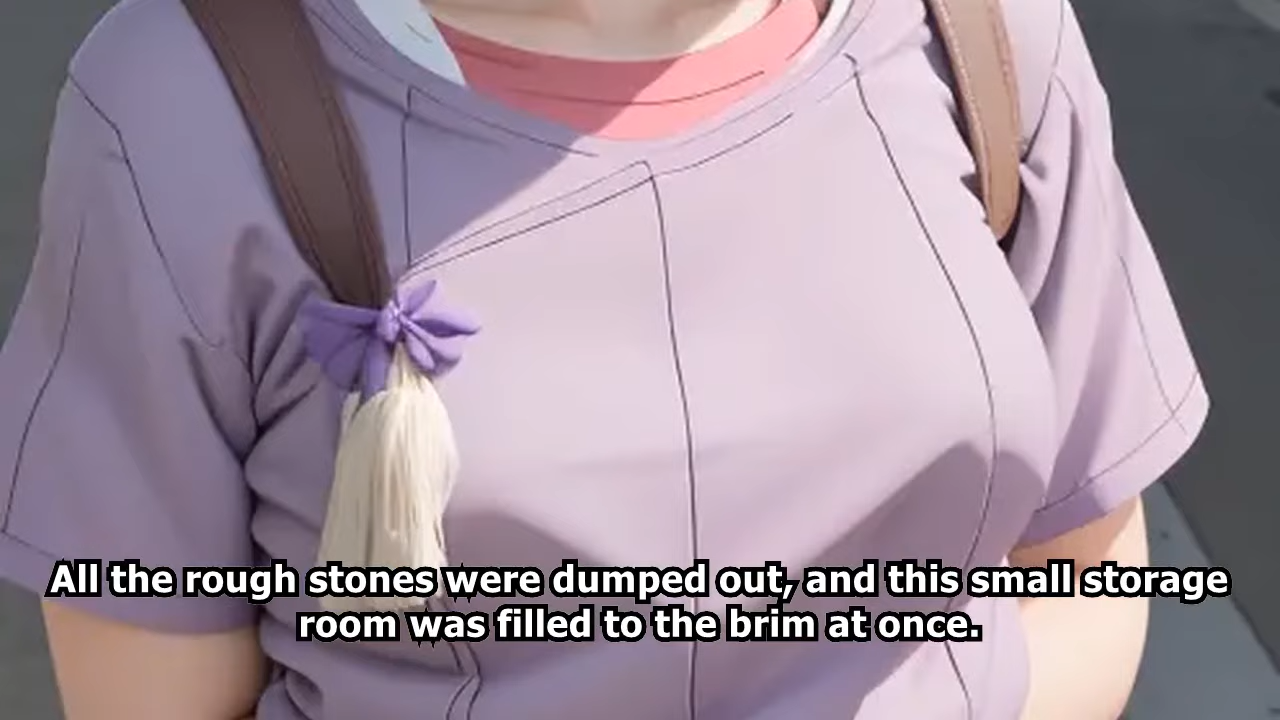 All the rough stones were dumped out, and this small storage
room was filled to the brim at once.